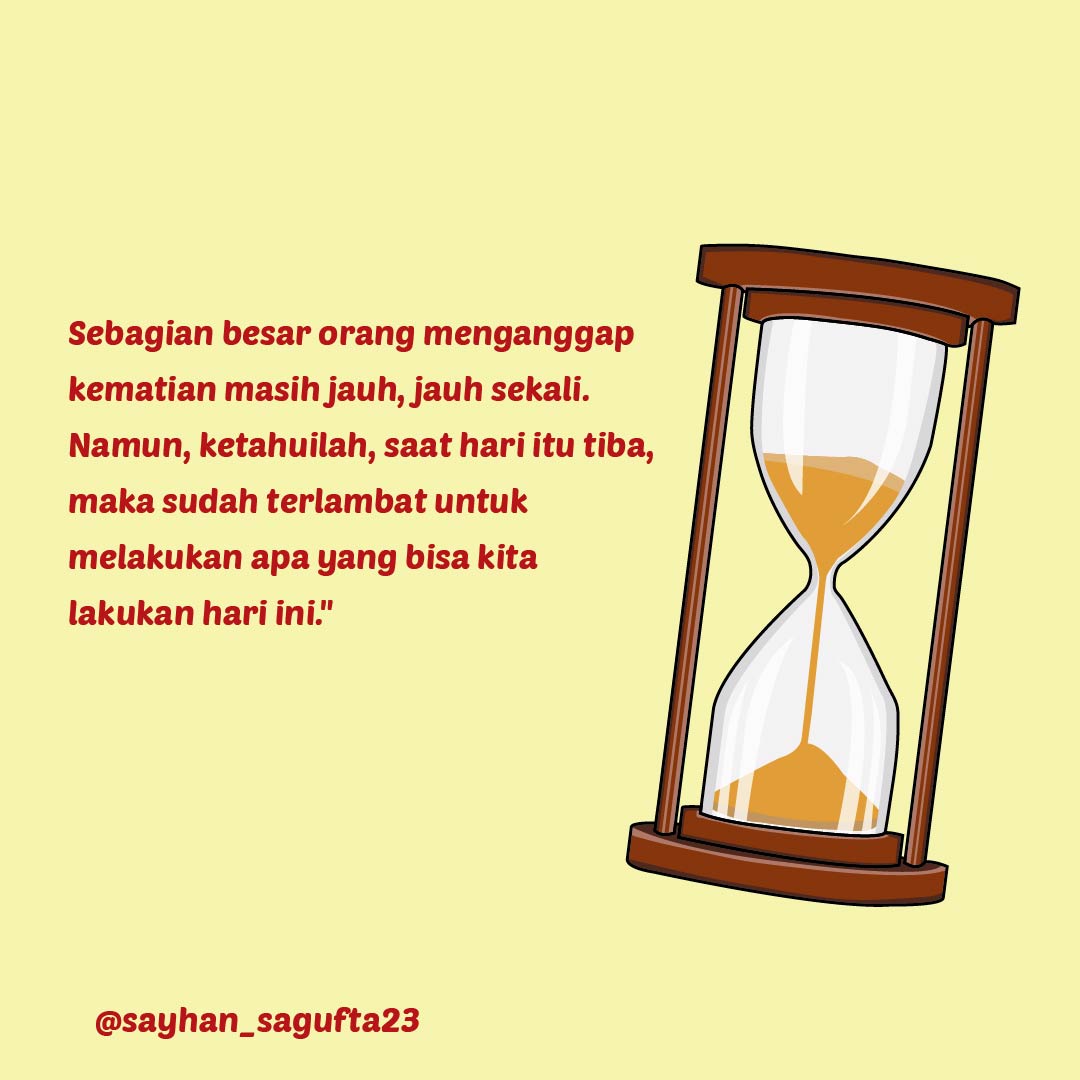 Sebagian besar orang menganggap
kematian masih jauh, jauh sekali.
Namun, ketahuilah, saat hari itu tiba,
maka sudah terlambat untuk
melakukan apa yang bisa kita
lakukan hari ini."
@sayhan_sagufta23